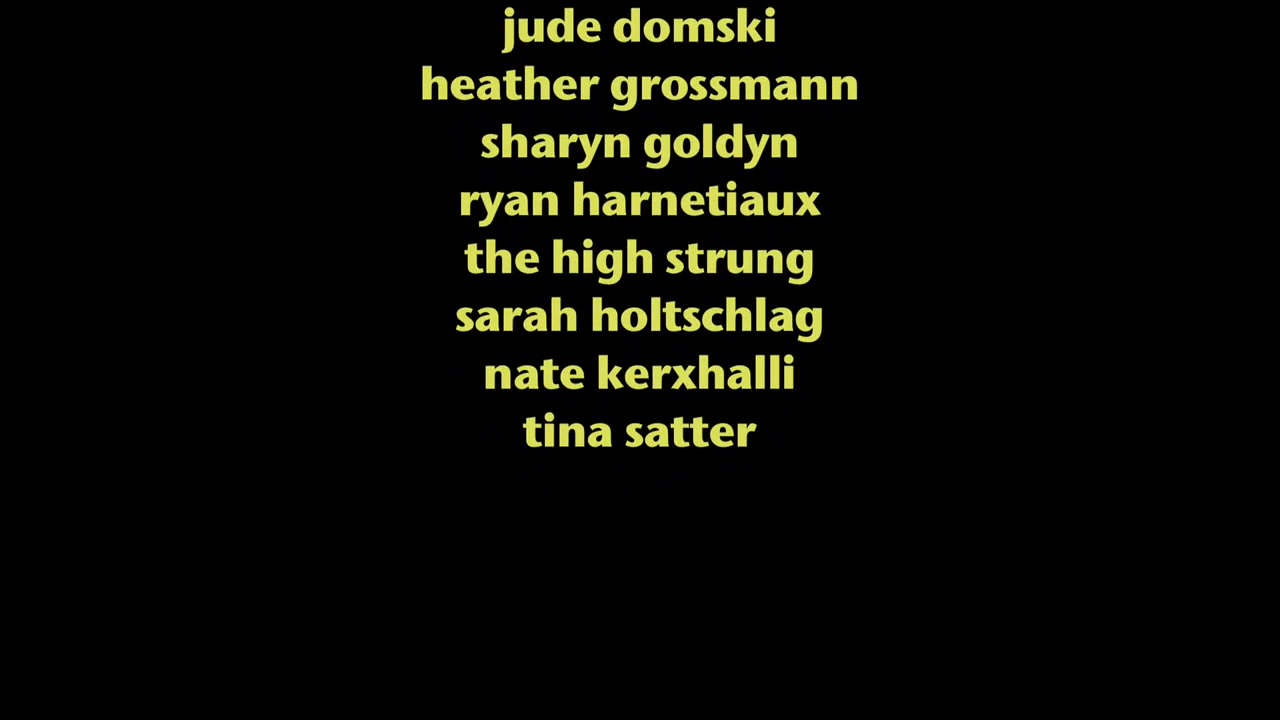 jude domski
heather grossmann
sharyn goldyn
ryan harnetiaux
the high strung
sarah holtschlag
nate kerxhalli
tina satter